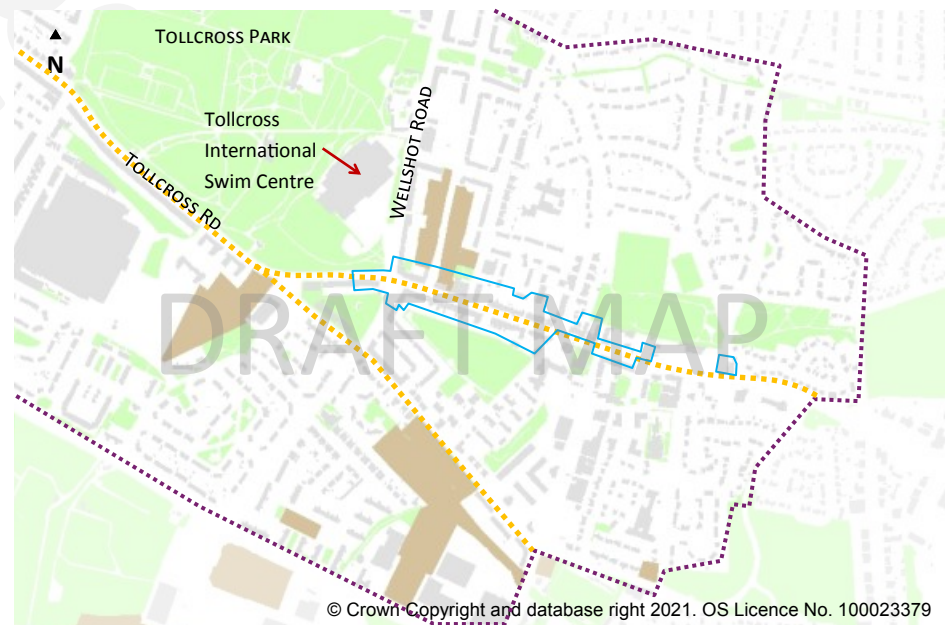 TOLLCROSS PARK
N
Tollcross
International
Swim Centre
WELLSHOT ROAD
TOLLCROSS RD
DRAFT MAP
© Crown Copyright and database right 2021. OS Licence No. 100023379